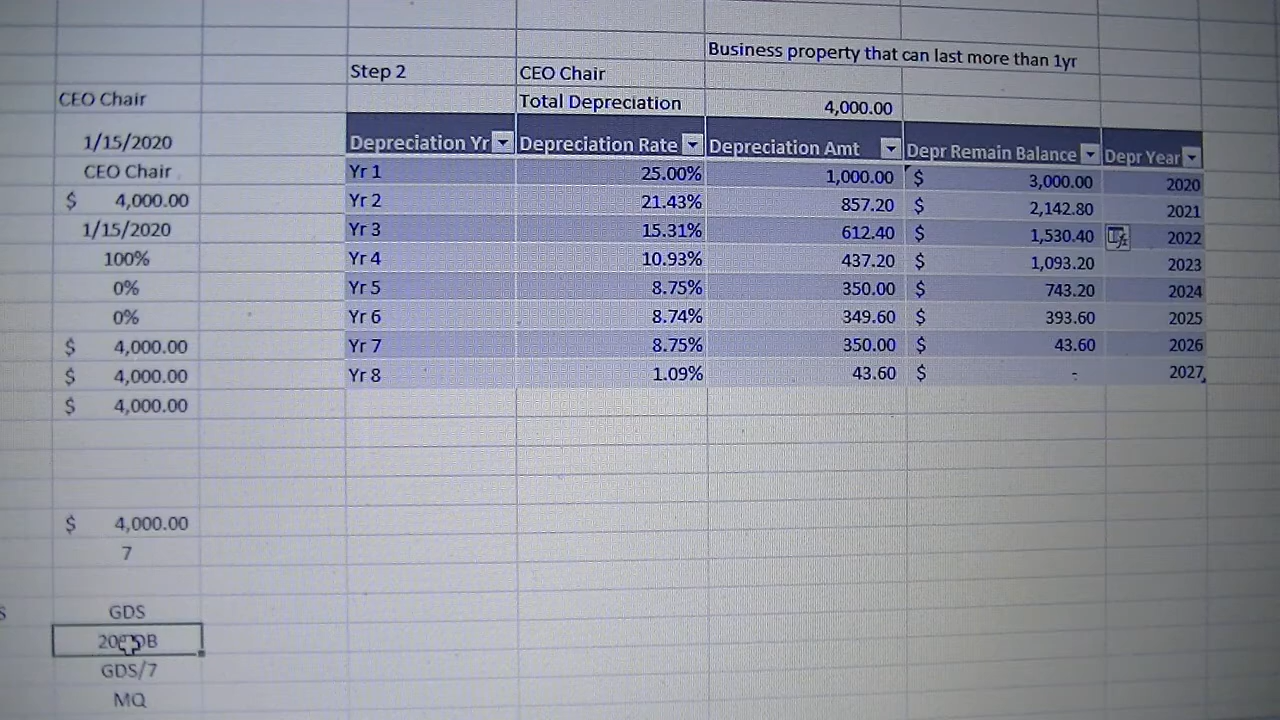 Business property that can last more than 1yr
Step 2 CEO Chair
CEO Chair
Total Depreciation 4,000.00
1/15/2020
Depreciation Yr Depreciation Rate Depreciation Amt Depr Remain Balance Depr Year
CEO Chair
Yr 1 25.00% 1,000.00 $ 3,000.00 2020
$ 4,000.00
Yr 2 21.43% 857.20 $ 2,142.80 2021
1/15/2020
Yr 3 15.31% 612.40 $ 1,530.40 2022
100%
Yr 4 10.93% 437.20 $ 1,093.20 2023
0%
Yr 5 8.75% 350.00 $ 743.20 2024
0%
Yr 6 8.74% 349.60 $ 393.60 2025
$ 4,000.00
Yr 7 8.75% 350.00 $ 43.60 2026
$ 4,000.00
Yr 8 1.09% 43.60 $ - 2027
$ 4,000.00
$ 4,000.00
7
S GDS
GDS/7
MQ